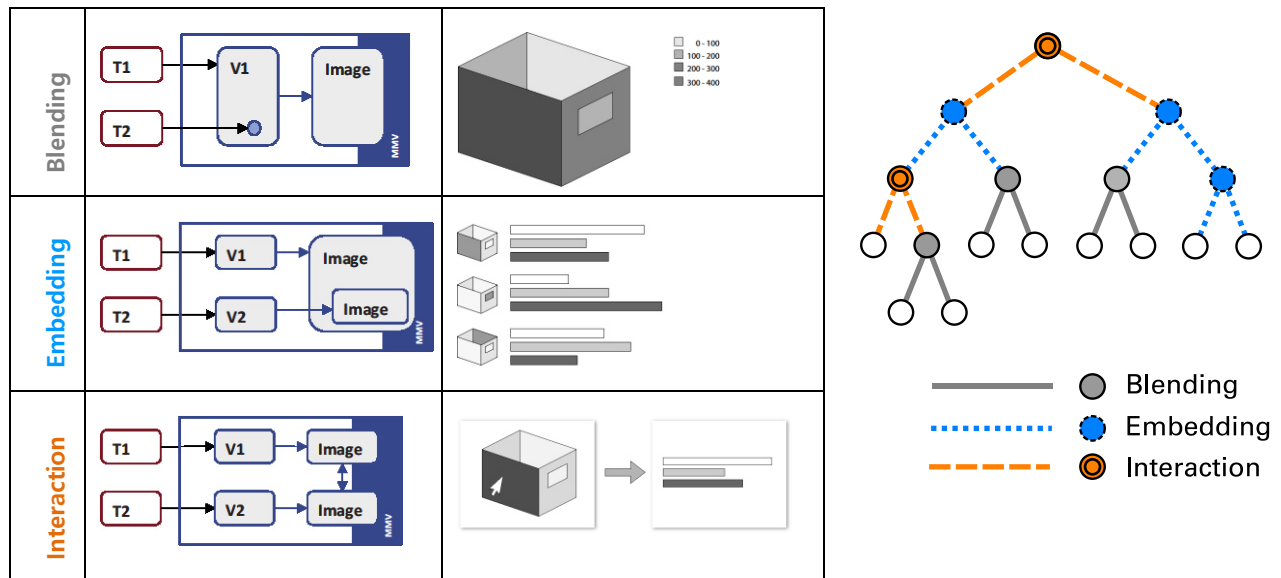 Blending
T1
V1
Image
T2
MMV
0 - 100
100 - 200
200 - 300
300 - 400
Embedding
T1
V1
Image
T2
V2
Image
MMV
Interaction
T1
V1
Image
T2
V2
Image
MMV
Blending
Embedding
Interaction